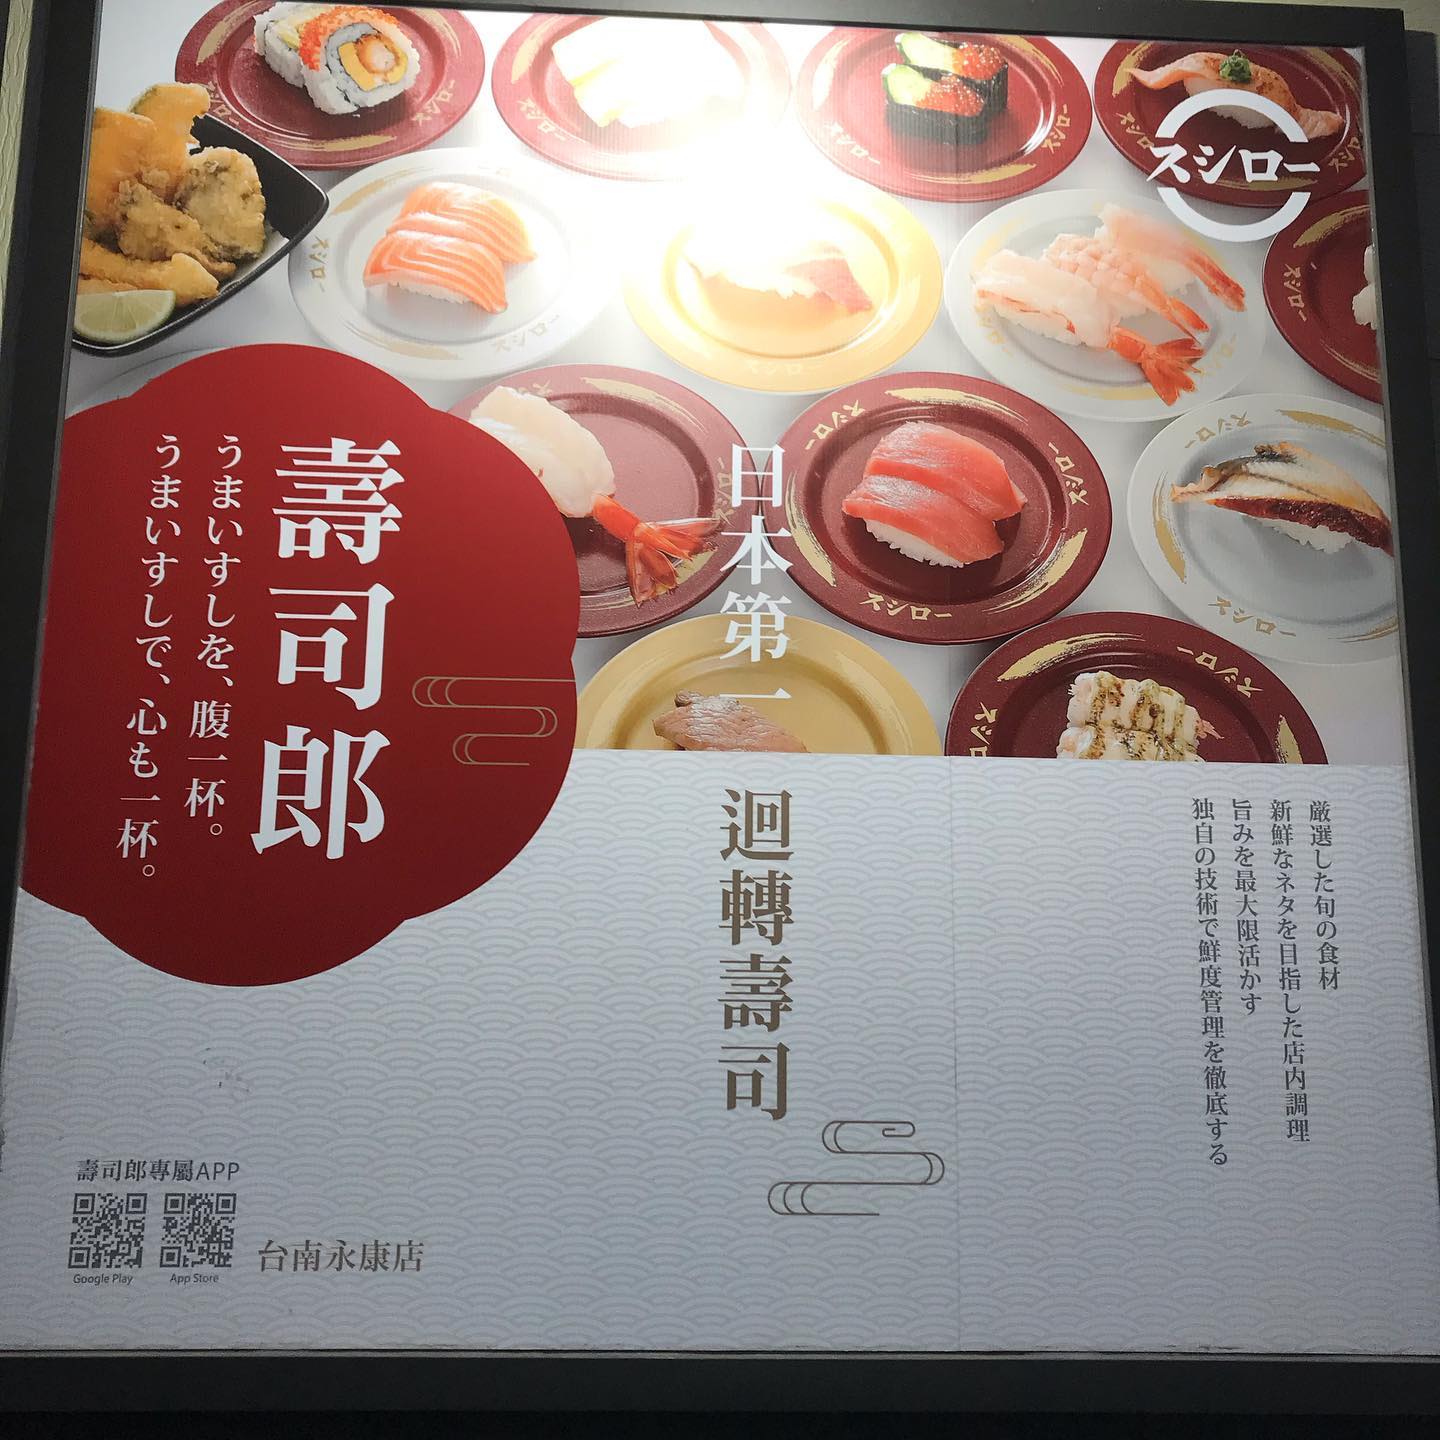 スシロー
壽司郎
うまいすしを、腹一杯。
うまいすしで、心も一杯。
日本第一
迴轉壽司
厳選した旬の食材
新鮮なネタを目指した店内調理
旨みを最大限活かす
独自の技術で鮮度管理を徹底する
壽司郎專屬APP
Google Play
App Store
台南永康店